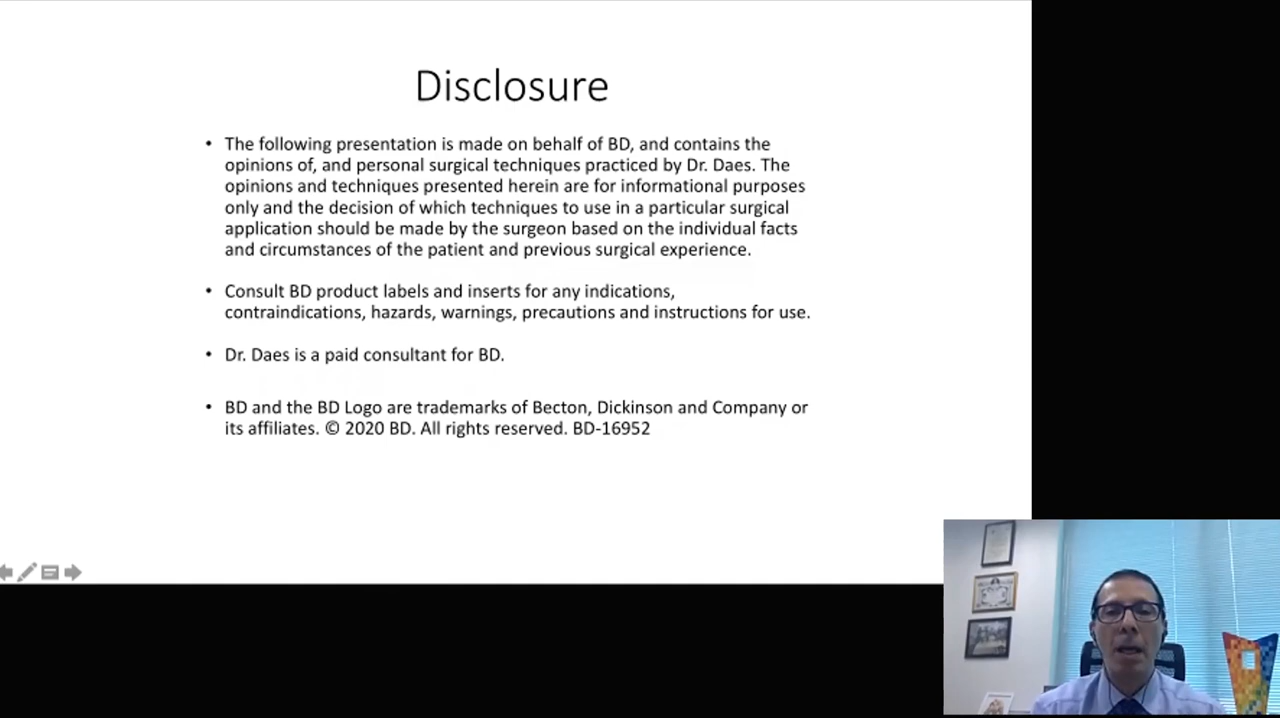 Disclosure
• The following presentation is made on behalf of BD, and contains the
opinions of, and personal surgical techniques practiced by Dr. Daes. The
opinions and techniques presented herein are for informational purposes
only and the decision of which techniques to use in a particular surgical
application should be made by the surgeon based on the individual facts
and circumstances of the patient and previous surgical experience.
• Consult BD product labels and inserts for any indications,
contraindications, hazards, warnings, precautions and instructions for use.
• Dr. Daes is a paid consultant for BD.
• BD and the BD Logo are trademarks of Becton, Dickinson and Company or
its affiliates. © 2020 BD. All rights reserved. BD-16952